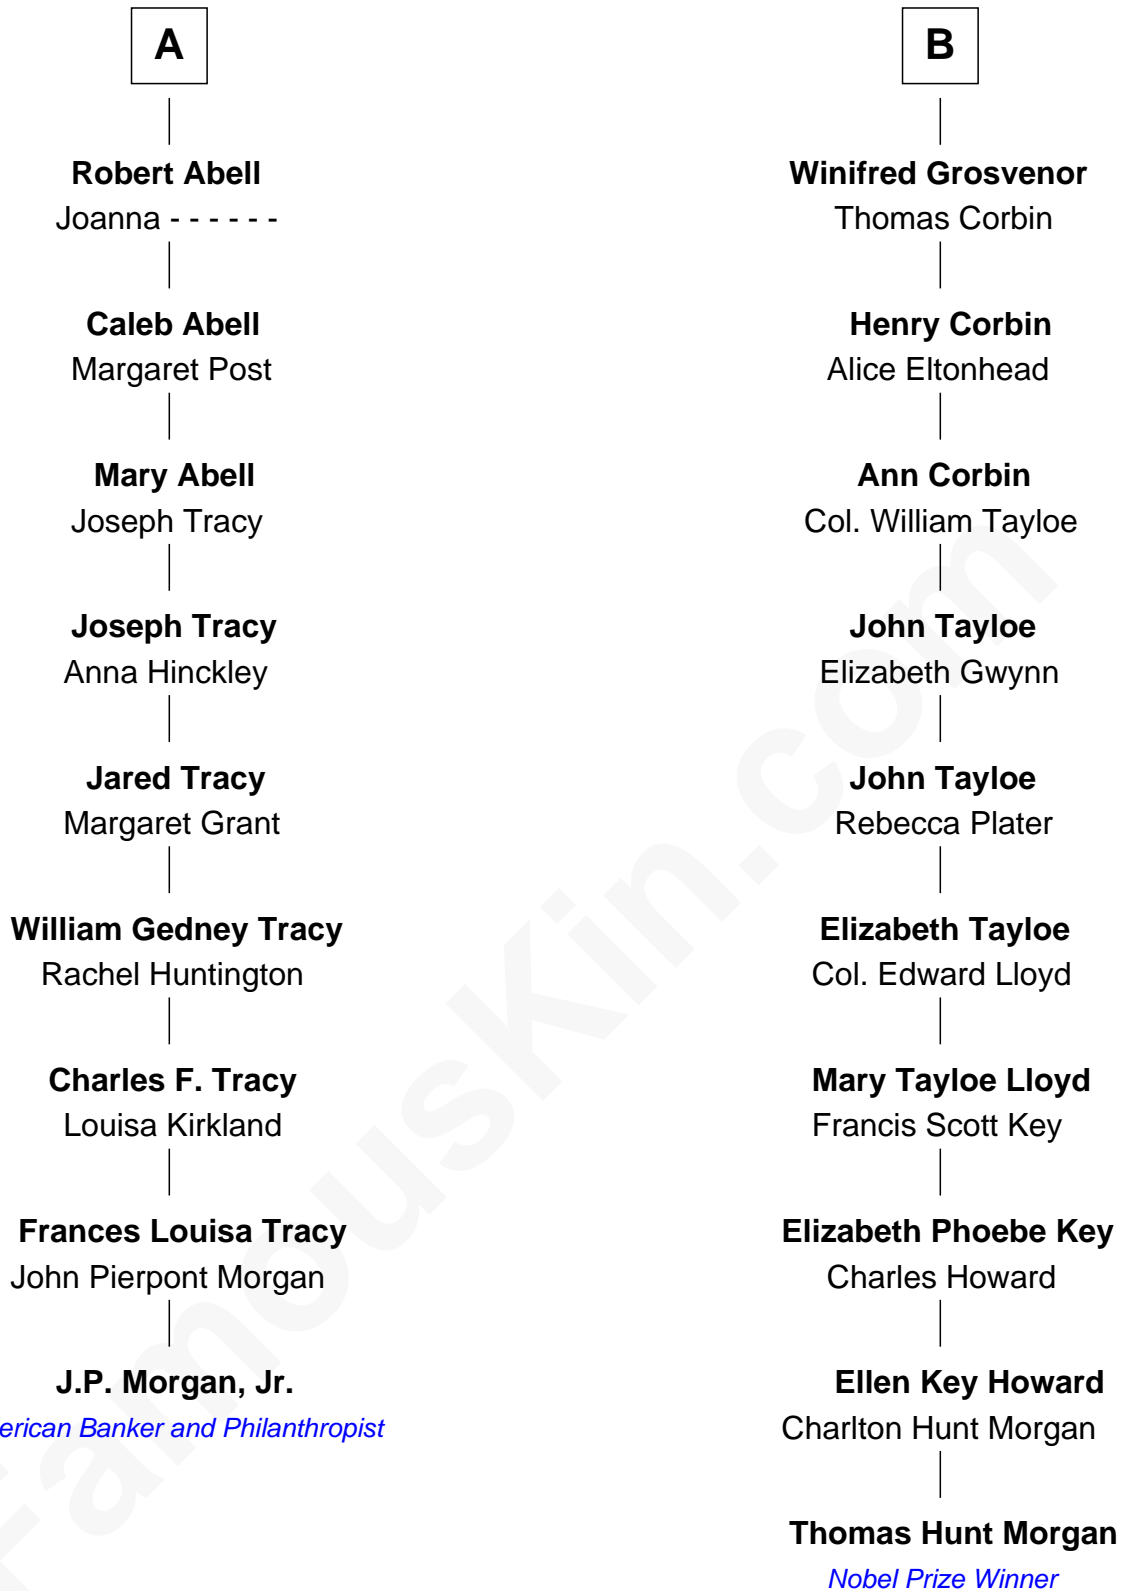 A
Robert Abell
Joanna - - - - - -
Caleb Abell
Margaret Post
Mary Abell
Joseph Tracy
Joseph Tracy
Anna Hinckley
Jared Tracy
Margaret Grant
William Gedney Tracy
Rachel Huntington
Charles F. Tracy
Louisa Kirkland
Frances Louisa Tracy
John Pierpont Morgan
J.P. Morgan, Jr.
erican Banker and Philanthropist
B
Winifred Grosvenor
Thomas Corbin
Henry Corbin
Alice Eltonhead
Ann Corbin
Col. William Tayloe
John Tayloe
Elizabeth Gwynn
John Tayloe
Rebecca Plater
Elizabeth Tayloe
Col. Edward Lloyd
Mary Tayloe Lloyd
Francis Scott Key
Elizabeth Phoebe Key
Charles Howard
Ellen Key Howard
Charlton Hunt Morgan
Thomas Hunt Morgan
Nobel Prize Winner
FamousKin.com